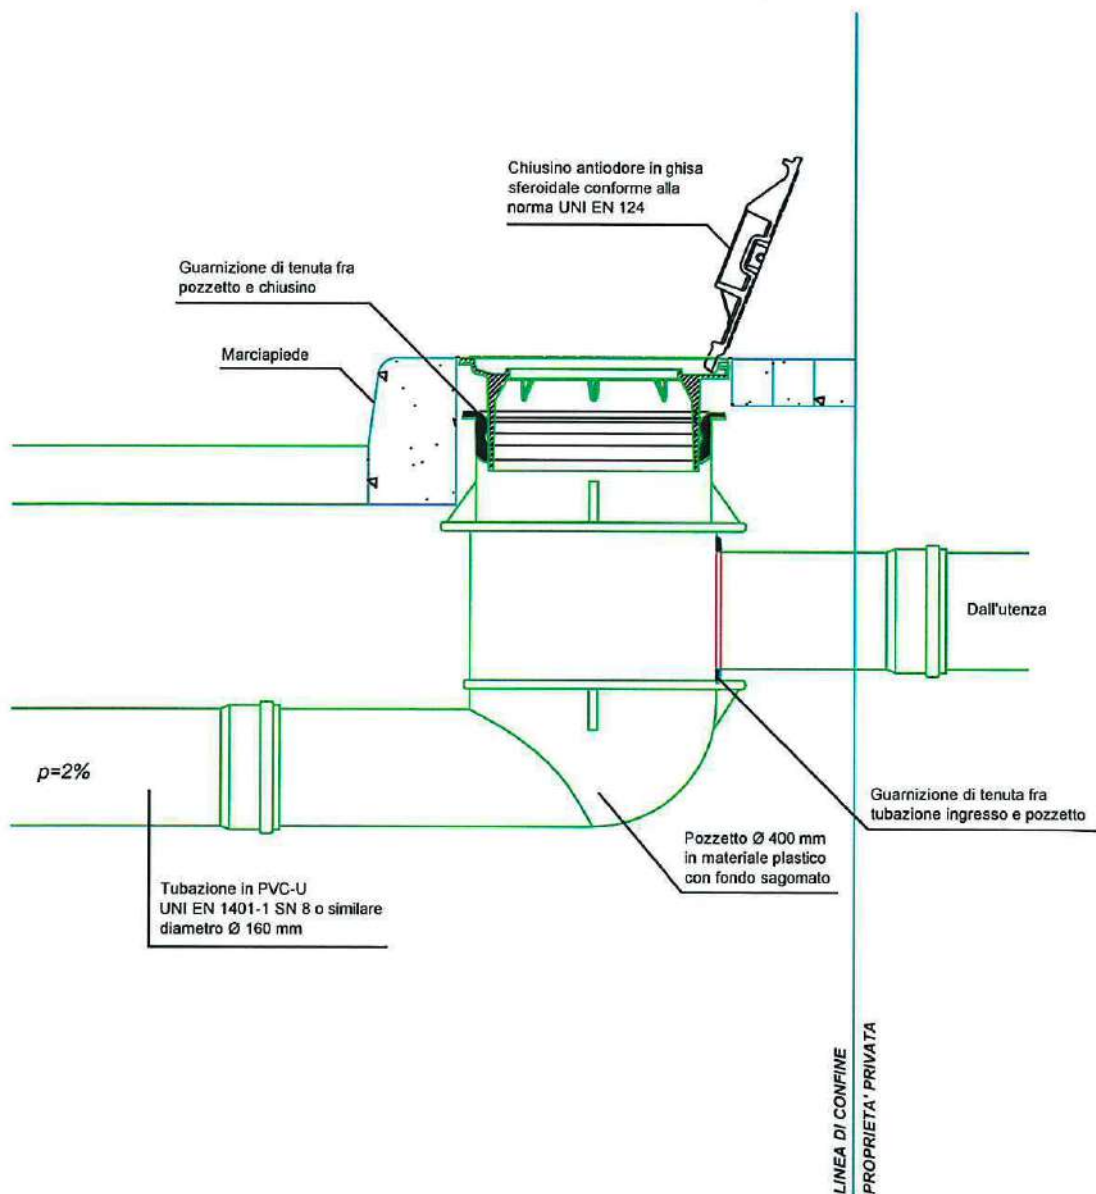 Chiusino antiodore in ghisa
sferoidale conforme alla
norma UNI EN 124
Guarnizione di tenuta fra
pozzetto e chiusino
Marciapiede
Dall'utenza
p=2%
Guarnizione di tenuta fra
tubazione ingresso e pozzetto
Pozzetto Ø 400 mm
in materiale plastico
con fondo sagomato
Tubazione in PVC-U
UNI EN 1401-1 SN 8 o similare
diametro Ø 160 mm
LINEA DI CONFINE
PROPRIETA' PRIVATA